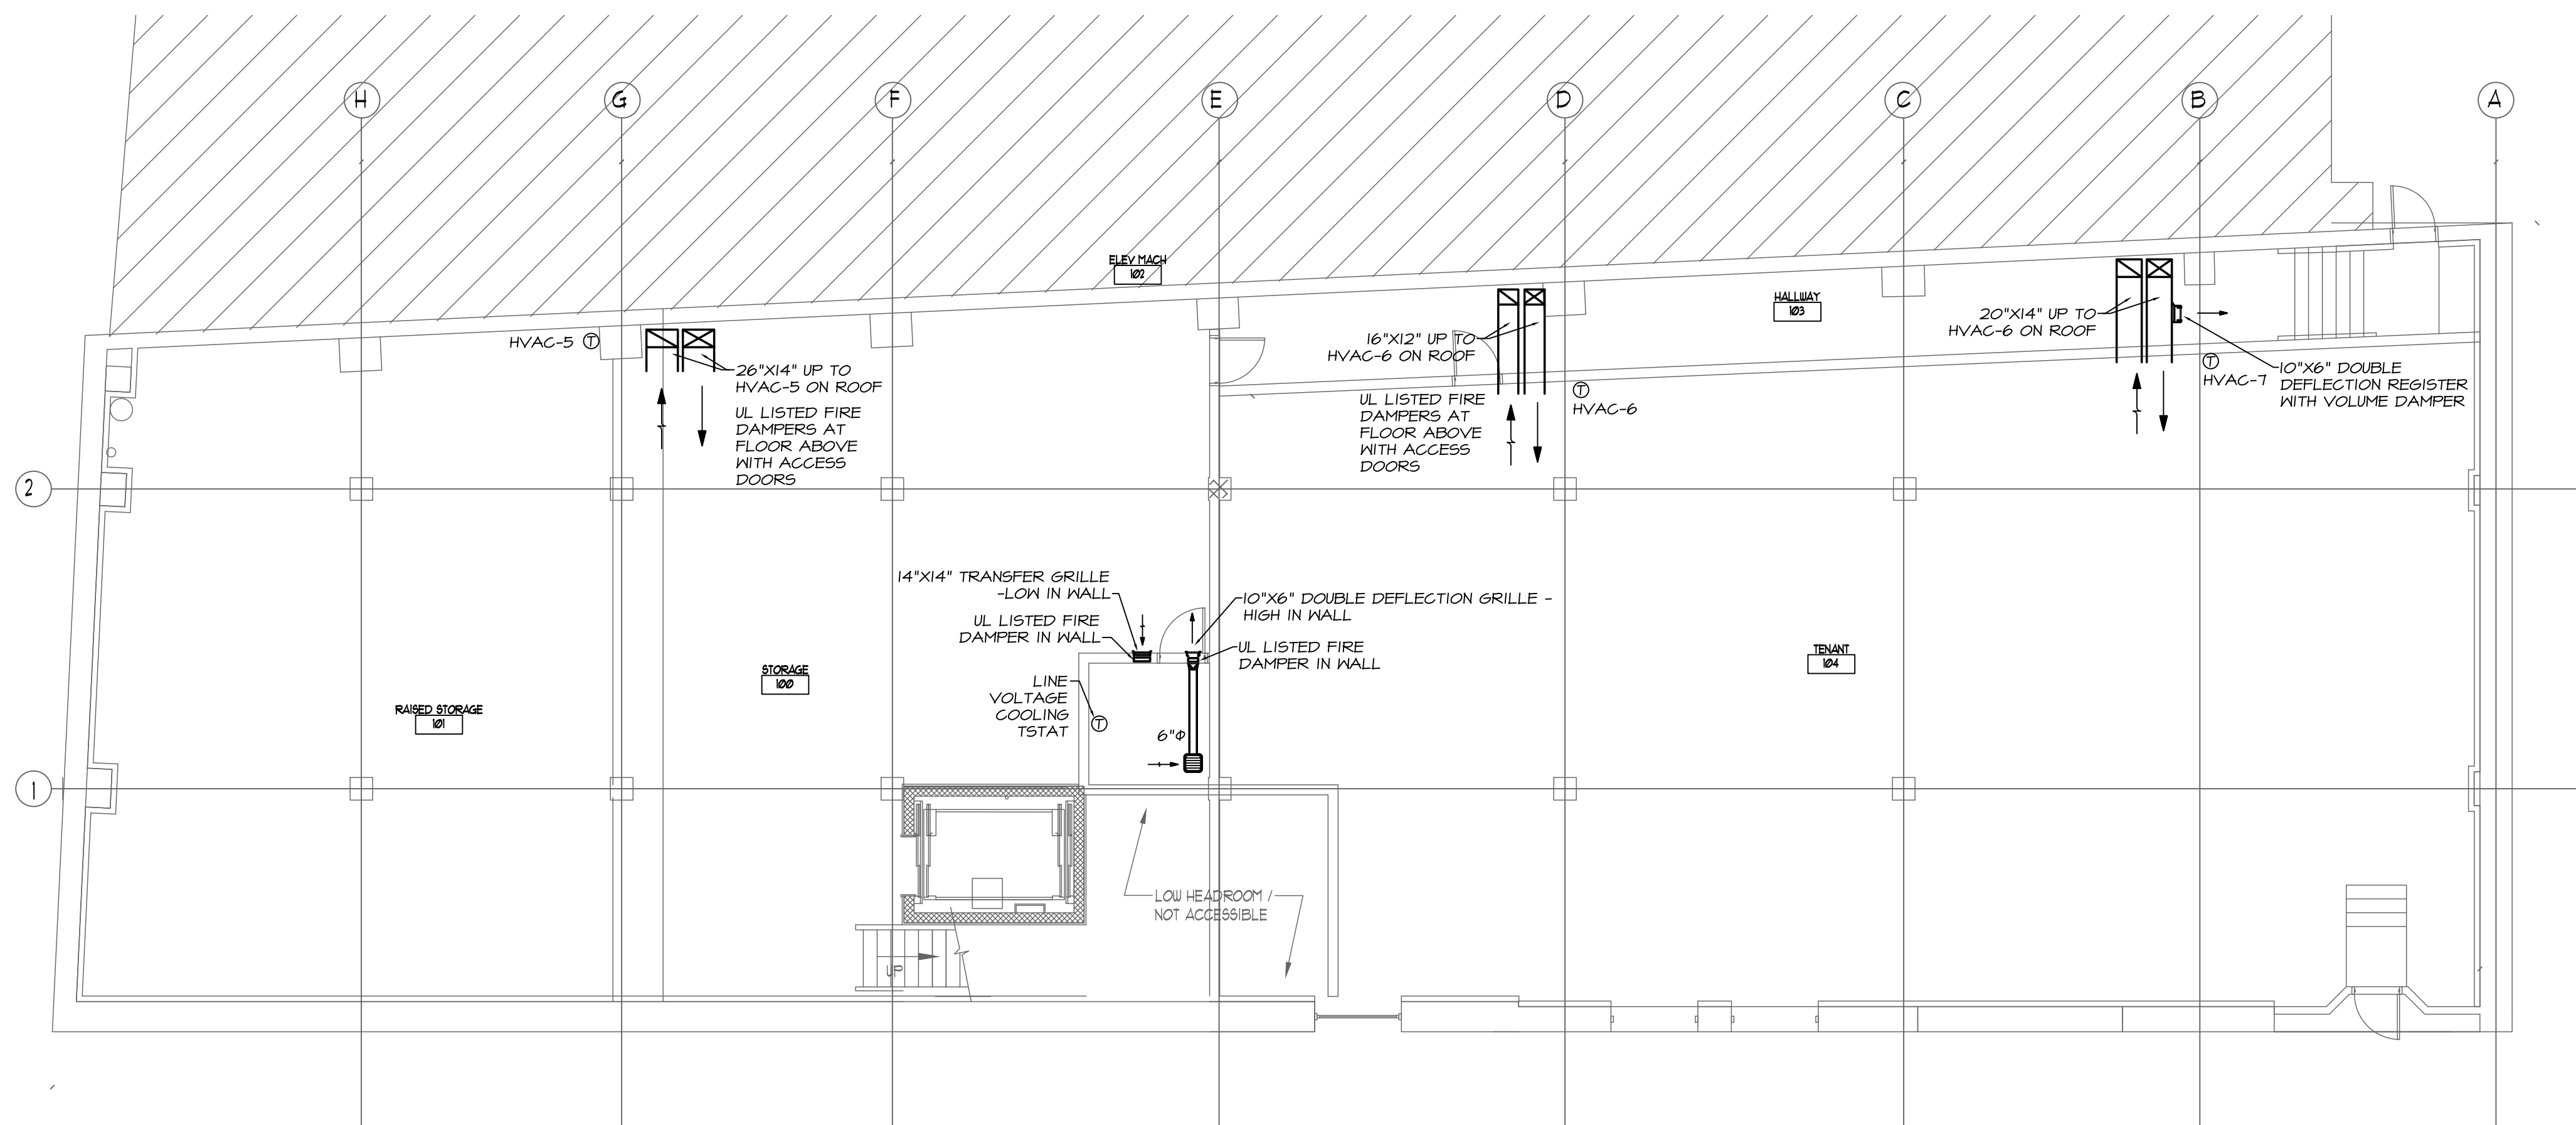 H
G
F
E
D
C
B
A
ELEV MACH
102
HALLWAY
103
HVAC-5 T
26"X14" UP TO
HVAC-5 ON ROOF
UL LISTED FIRE
DAMPERS AT
FLOOR ABOVE
WITH ACCESS
DOORS
16"X12" UP TO
HVAC-6 ON ROOF
UL LISTED FIRE
DAMPERS AT
FLOOR ABOVE
WITH ACCESS
DOORS
T
HVAC-6
20"X14" UP TO
HVAC-6 ON ROOF
T
HVAC-7
10"X6" DOUBLE
DEFLECTION REGISTER
WITH VOLUME DAMPER
2
14"X14" TRANSFER GRILLE
-LOW IN WALL
UL LISTED FIRE
DAMPER IN WALL
10"X6" DOUBLE DEFLECTION GRILLE -
HIGH IN WALL
UL LISTED FIRE
DAMPER IN WALL
LINE
VOLTAGE
COOLING
TSTAT
T
6"Φ
RAISED STORAGE
101
STORAGE
100
TENANT
104
1
LOW HEADROOM /
NOT ACCESSIBLE
UP